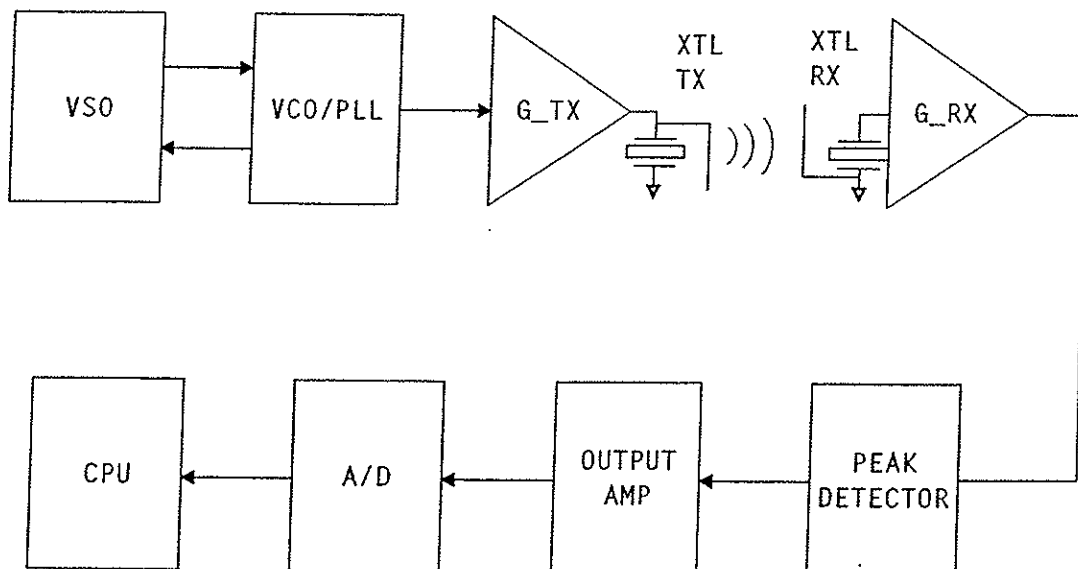 VSO
VCO/PLL
G_TX
XTL
TX
XTL
RX
G_RX
CPU
A/D
OUTPUT
AMP
PEAK
DETECTOR